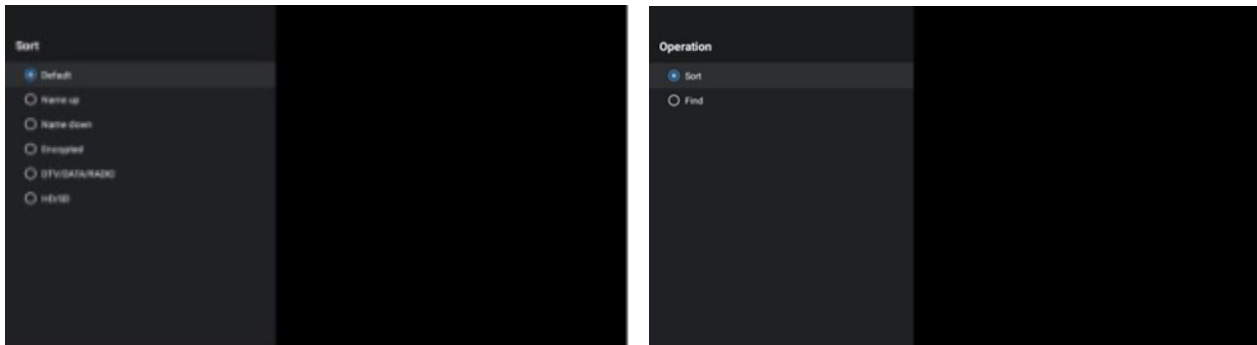 Sort
Default
Name up
Name down
Encrypted
DTV/DATA/RADIO
HD/SD
Operation
Sort
Find